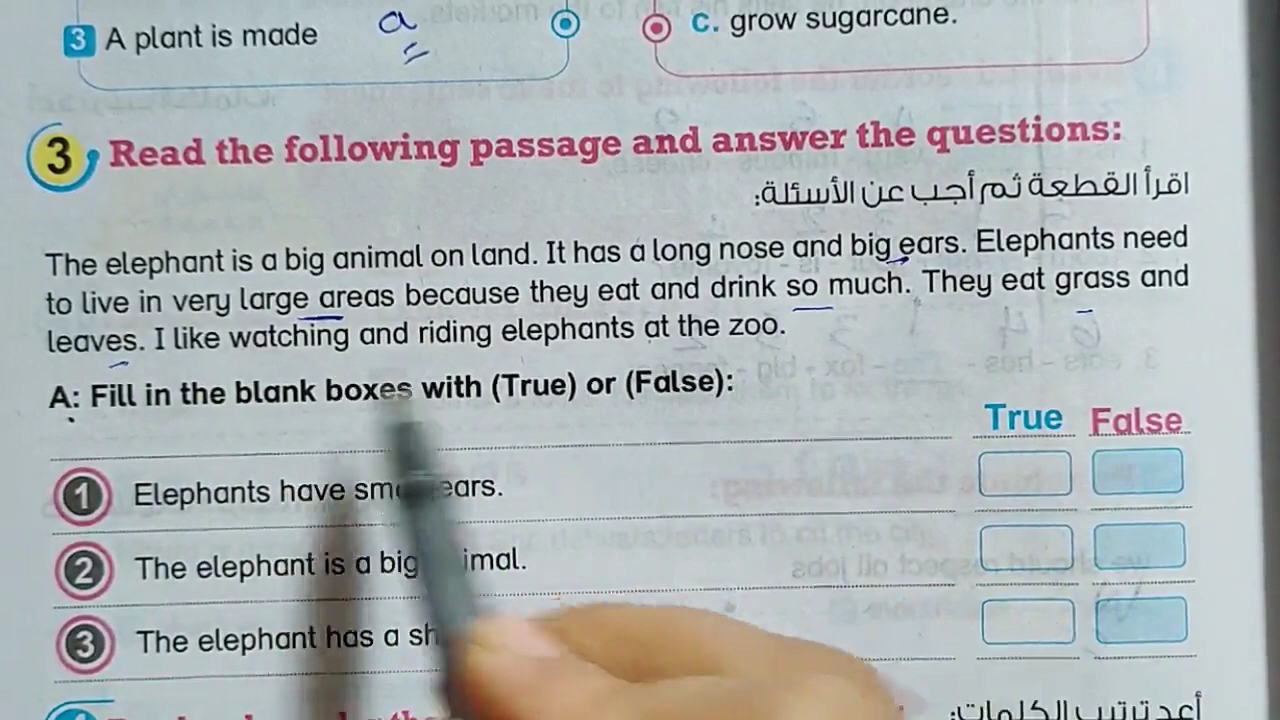 3 A plant is made a
c. grow sugarcane.
3 Read the following passage and answer the questions:
اقرأ القطعة ثم أجب عن الأسئلة:
The elephant is a big animal on land. It has a long nose and big ears. Elephants need
to live in very large areas because they eat and drink so much. They eat grass and
leaves. I like watching and riding elephants at the zoo.
A: Fill in the blank boxes with (True) or (False):
True False
1 Elephants have ears.
2 The elephant is a big
3 The elephant has a
أعد ترتيب الكلمات: